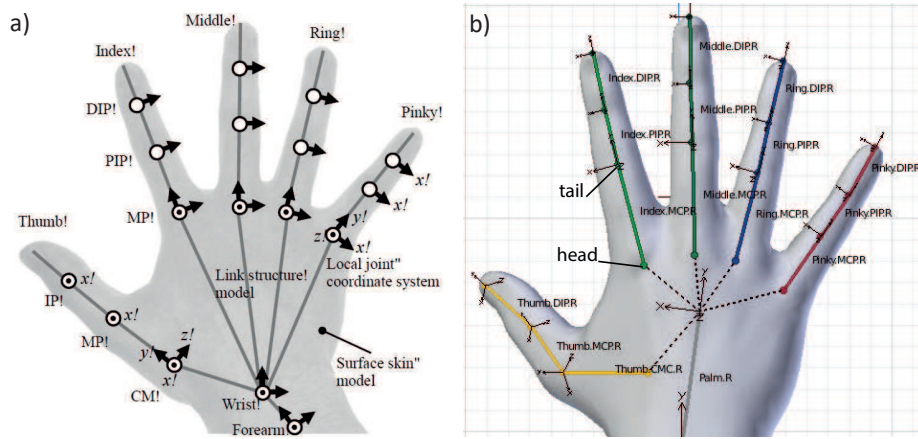 a)
Middle!
Index!
Ring!
DIP!
Pinky!
PIP!
x!
x!
Thumb!
MP!
y!
z!
x!
Link structure!
model
Local joint"
coordinate system
IP!
x!
MP!
x!
z!
y!
x!
CM!
Surface skin"
model
Wrist!
Forearm!
b)
Middle.DIP.R
Index.DIP.R
Ring.DIP.R
Middle.PIP.R
Index.PIP.R
Ring.PIP.R
Pinky.DIP.R
tail
Middle.MCP.R
Index.MCP.R
Ring.MCP.R
Pinky.PIP.R
head
Pinky.MCP.R
Y
X
Thumb.DIP.R
Thumb.MCP.R
Thumb.CMC.R
Palm.R
Y